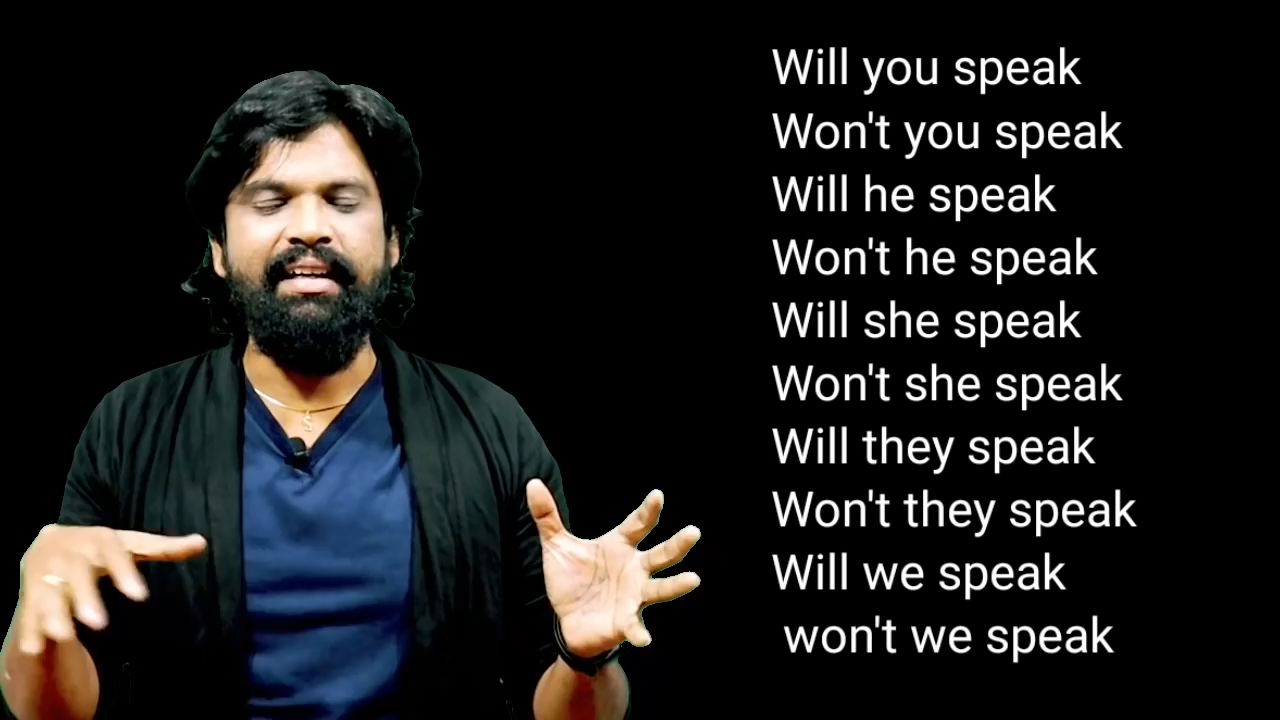 Will you speak
Won't you speak
Will he speak
Won't he speak
Will she speak
Won't she speak
Will they speak
Won't they speak
Will we speak
won't we speak